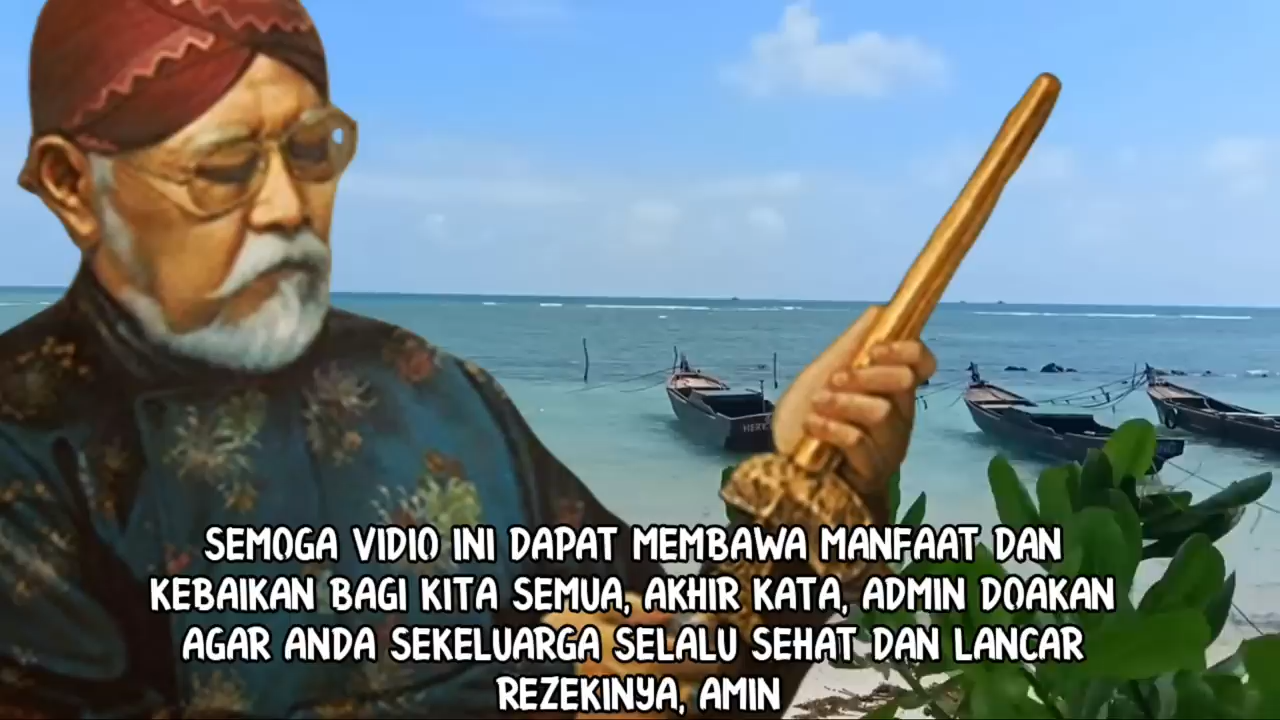 SEMOGA VIDIO INI DAPAT MEMBAWA MANFAAT DAN
KEBAIKAN BAGI KITA SEMUA, AKHIR KATA, ADMIN DOAKAN
AGAR ANDA SEKELUARGA SELALU SEHAT DAN LANCAR
REZEKINYA, AMIN